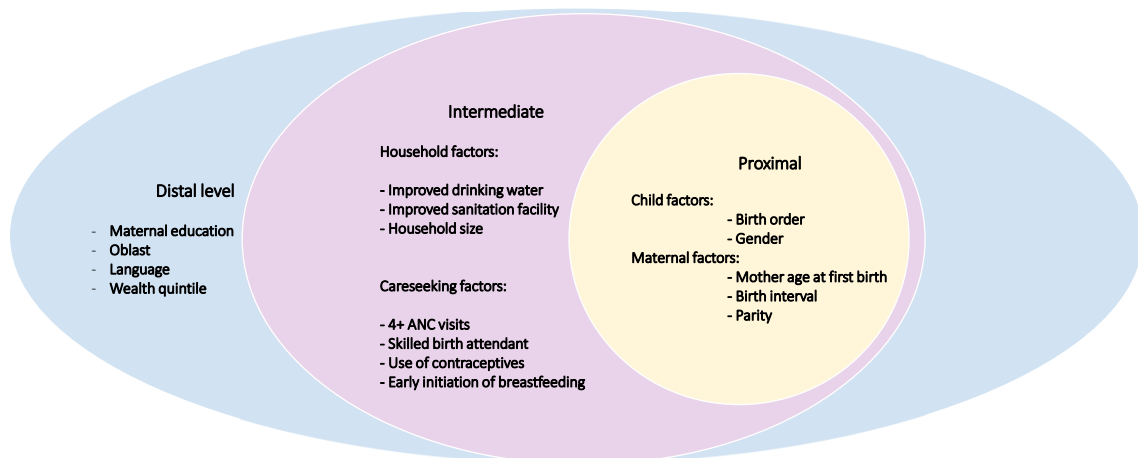 Distal level
- Maternal education
- Oblast
- Language
- Wealth quintile
Intermediate
Household factors:
- Improved drinking water
- Improved sanitation facility
- Household size
Careseeking factors:
- 4+ ANC visits
- Skilled birth attendant
- Use of contraceptives
- Early initiation of breastfeeding
Proximal
Child factors:
- Birth order
- Gender
Maternal factors:
- Mother age at first birth
- Birth interval
- Parity